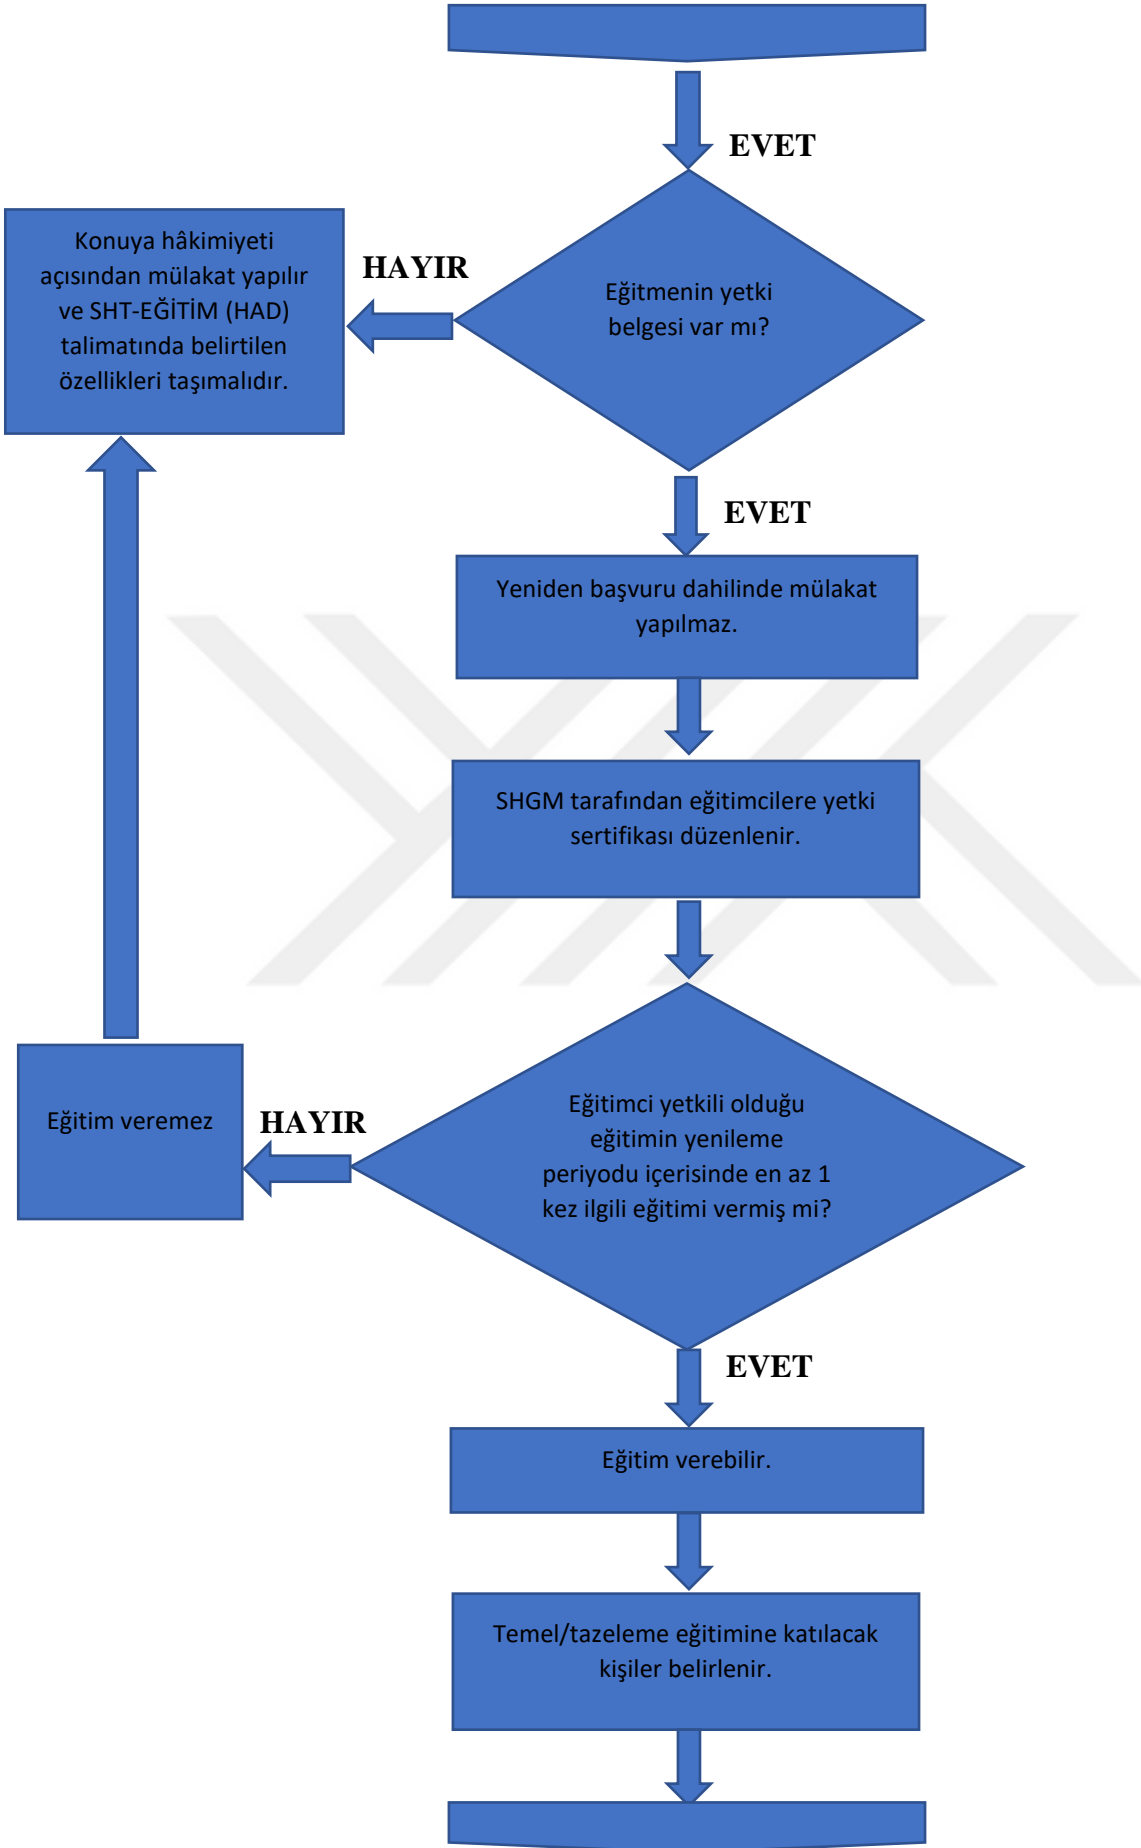 EVET
Konuya hâkimiyeti
açısından mülakat yapılır
ve SHT-EĞİTİM (HAD)
talimatında belirtilen
özellikleri taşımalıdır.
HAYIR
Eğitmenin yetki
belgesi var mı?
EVET
Yeniden başvuru dahilinde mülakat
yapılmaz.
SHGM tarafından eğitimcilere yetki
sertifikası düzenlenir.
Eğitim veremez
HAYIR
Eğitimci yetkili olduğu
eğitimin yenileme
periyodu içerisinde en az 1
kez ilgili eğitimi vermiş mi?
EVET
Eğitim verebilir.
Temel/tazeleme eğitimine katılacak
kişiler belirlenir.